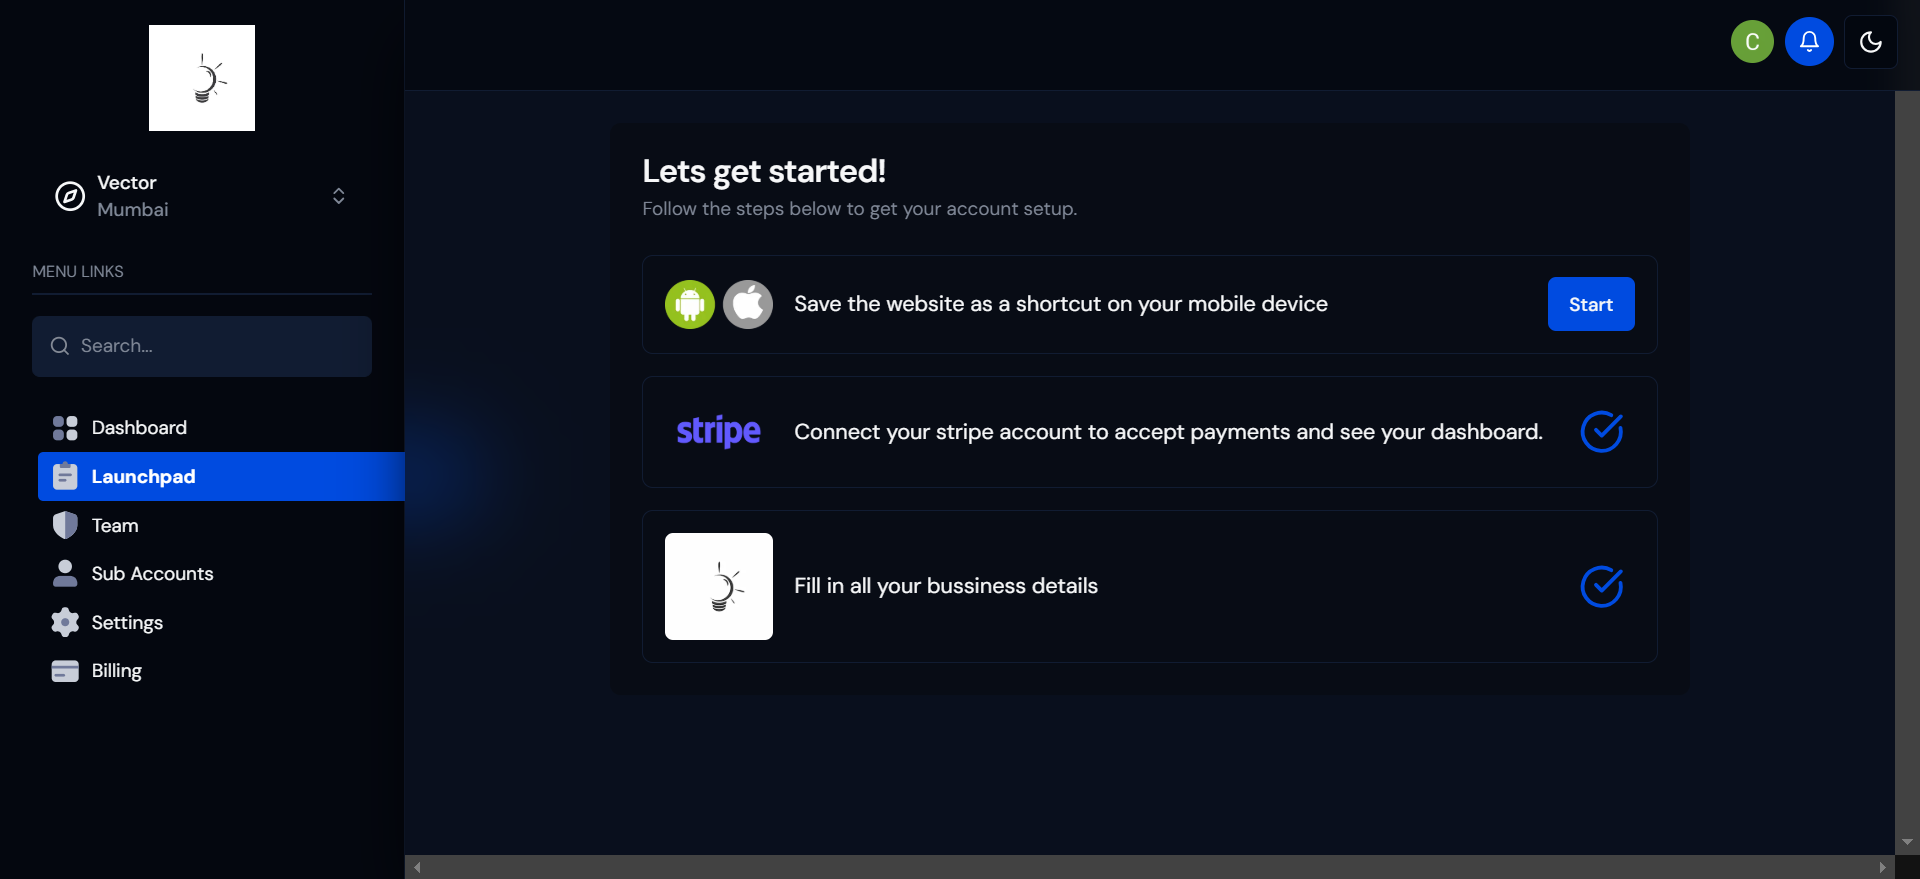 Vector
Mumbai
MENU LINKS
Search...
Dashboard
Launchpad
Team
Sub Accounts
Settings
Billing
C
Lets get started!
Follow the steps below to get your account setup.
Save the website as a shortcut on your mobile device
Start
stripe
Connect your stripe account to accept payments and see your dashboard.
Fill in all your bussiness details